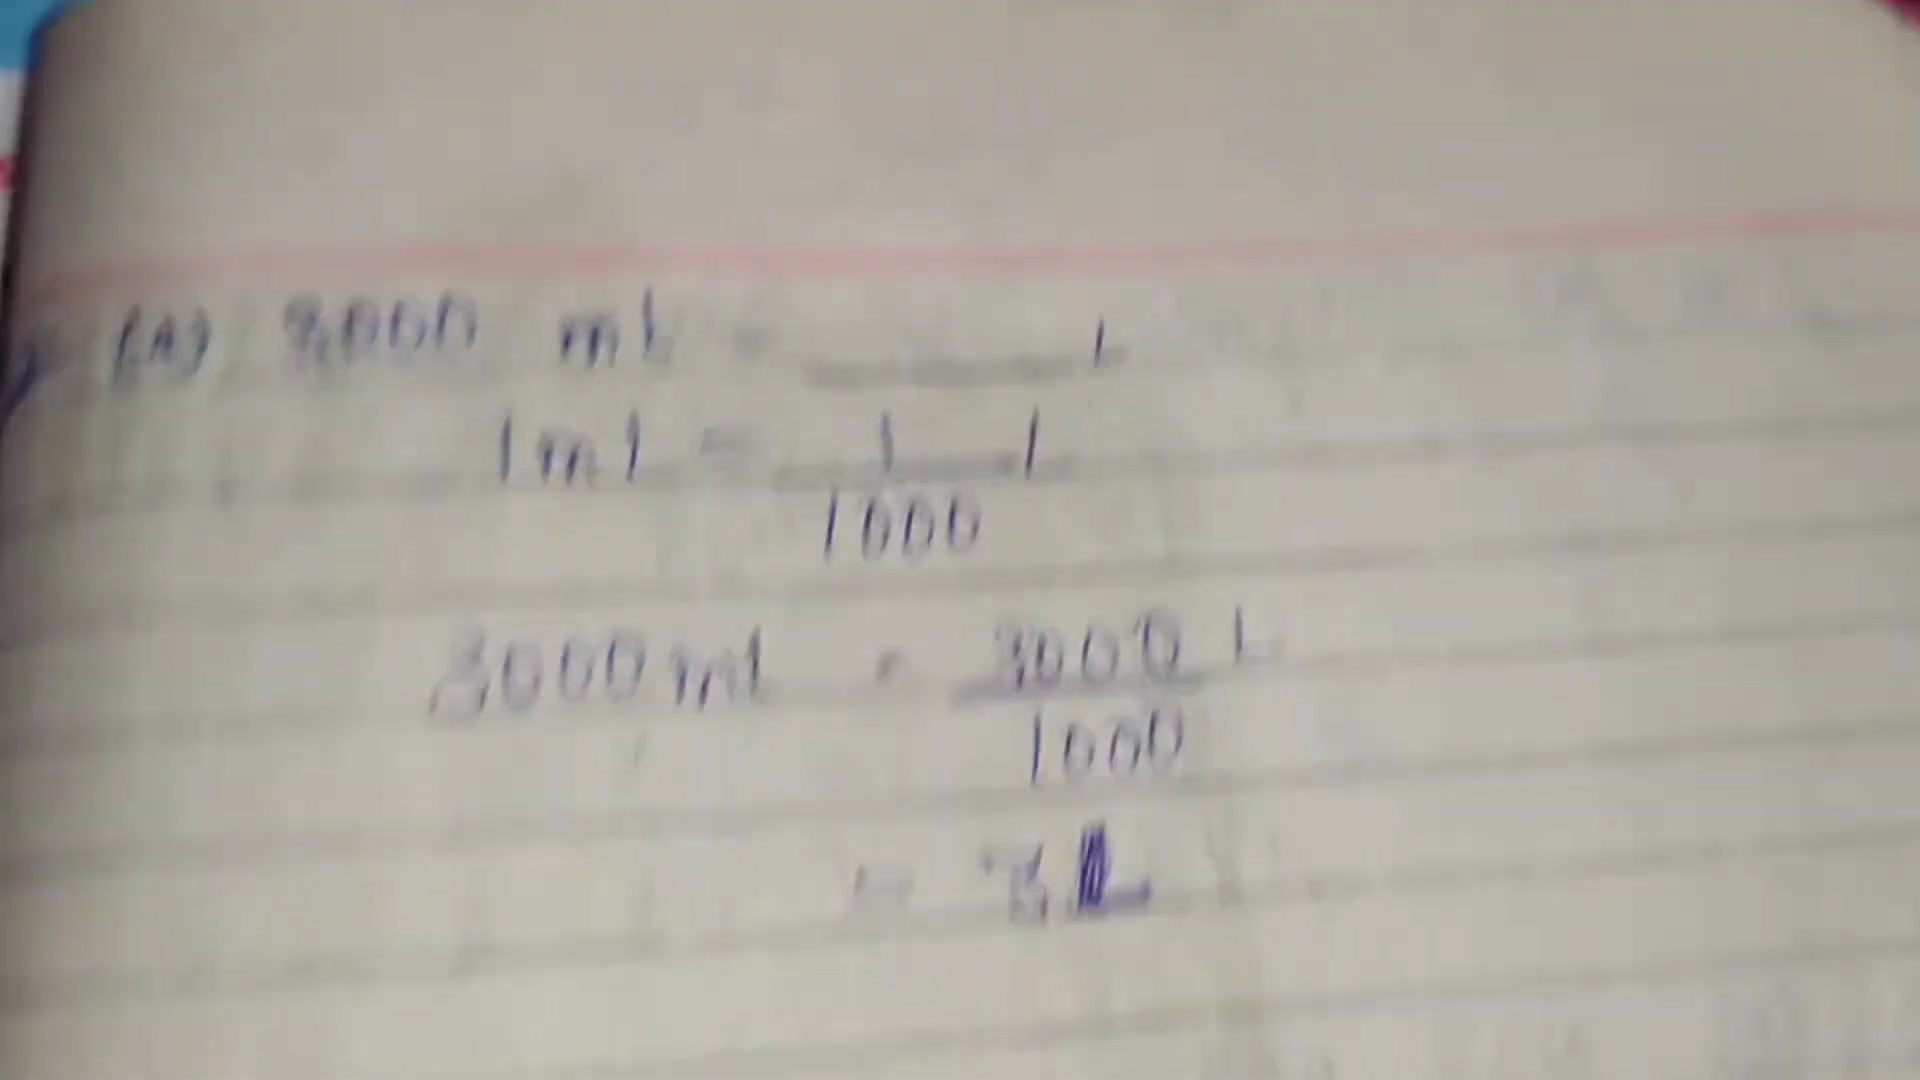 (A) 3000 ml = ____ L
1 ml = 1/1000 l
3000 ml = 3000/1000 L
= 3 L